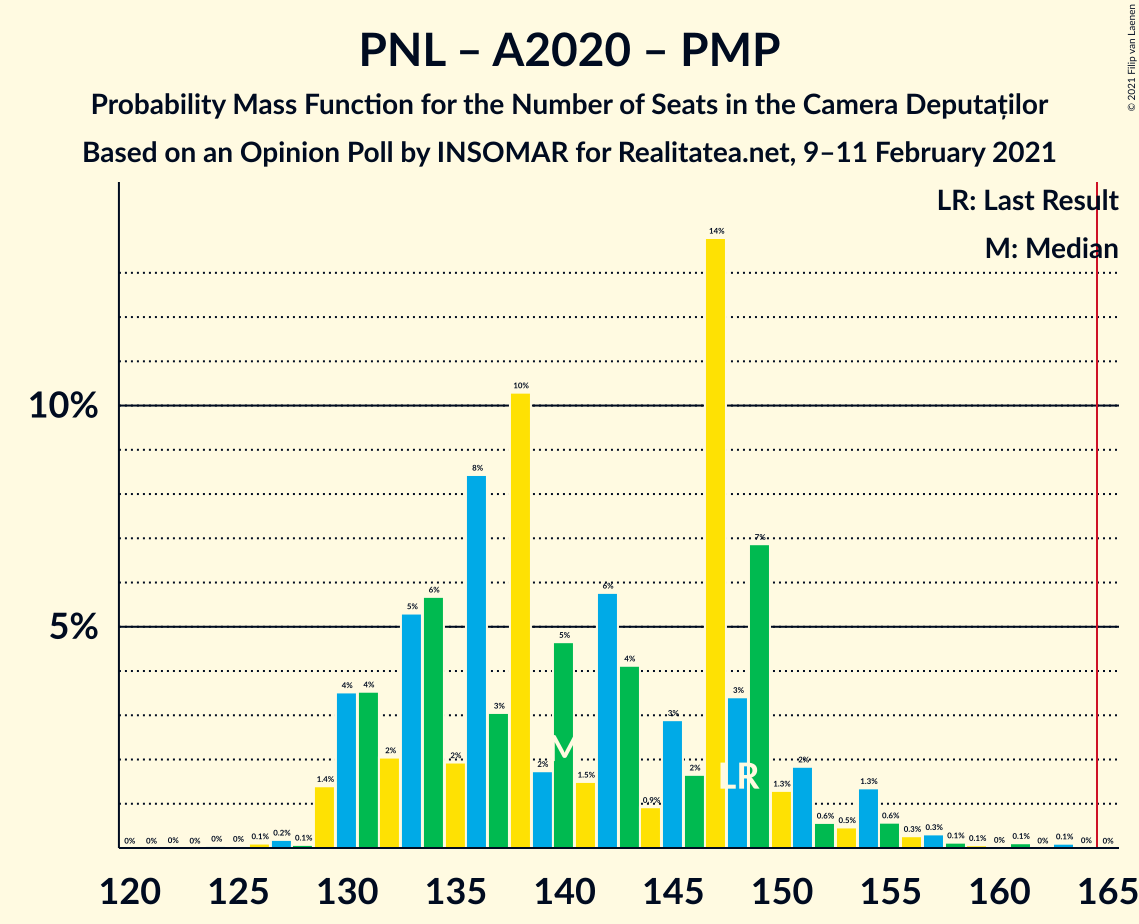 PNL – A2020 – PMP
Probability Mass Function for the Number of Seats in the Camera Deputaților
Based on an Opinion Poll by INSOMAR for Realitatea.net, 9–11 February 2021
© 2021 Filip van Laenen
LR: Last Result
M: Median
10%
5%
0% 0% 0% 0% 0% 0% 0.1% 0.2% 0.1% 1.4% 4% 4% 2% 5% 6% 2% 8% 3% 10% 2% 5% 1.5% 6% 4% 0.9% 3% 2% 14% 3% 7% 1.3% 2% 0.6% 0.5% 1.3% 0.6% 0.3% 0.3% 0.1% 0.1% 0% 0.1% 0% 0.1% 0% 0%
M
LR
120 125 130 135 140 145 150 155 160 165